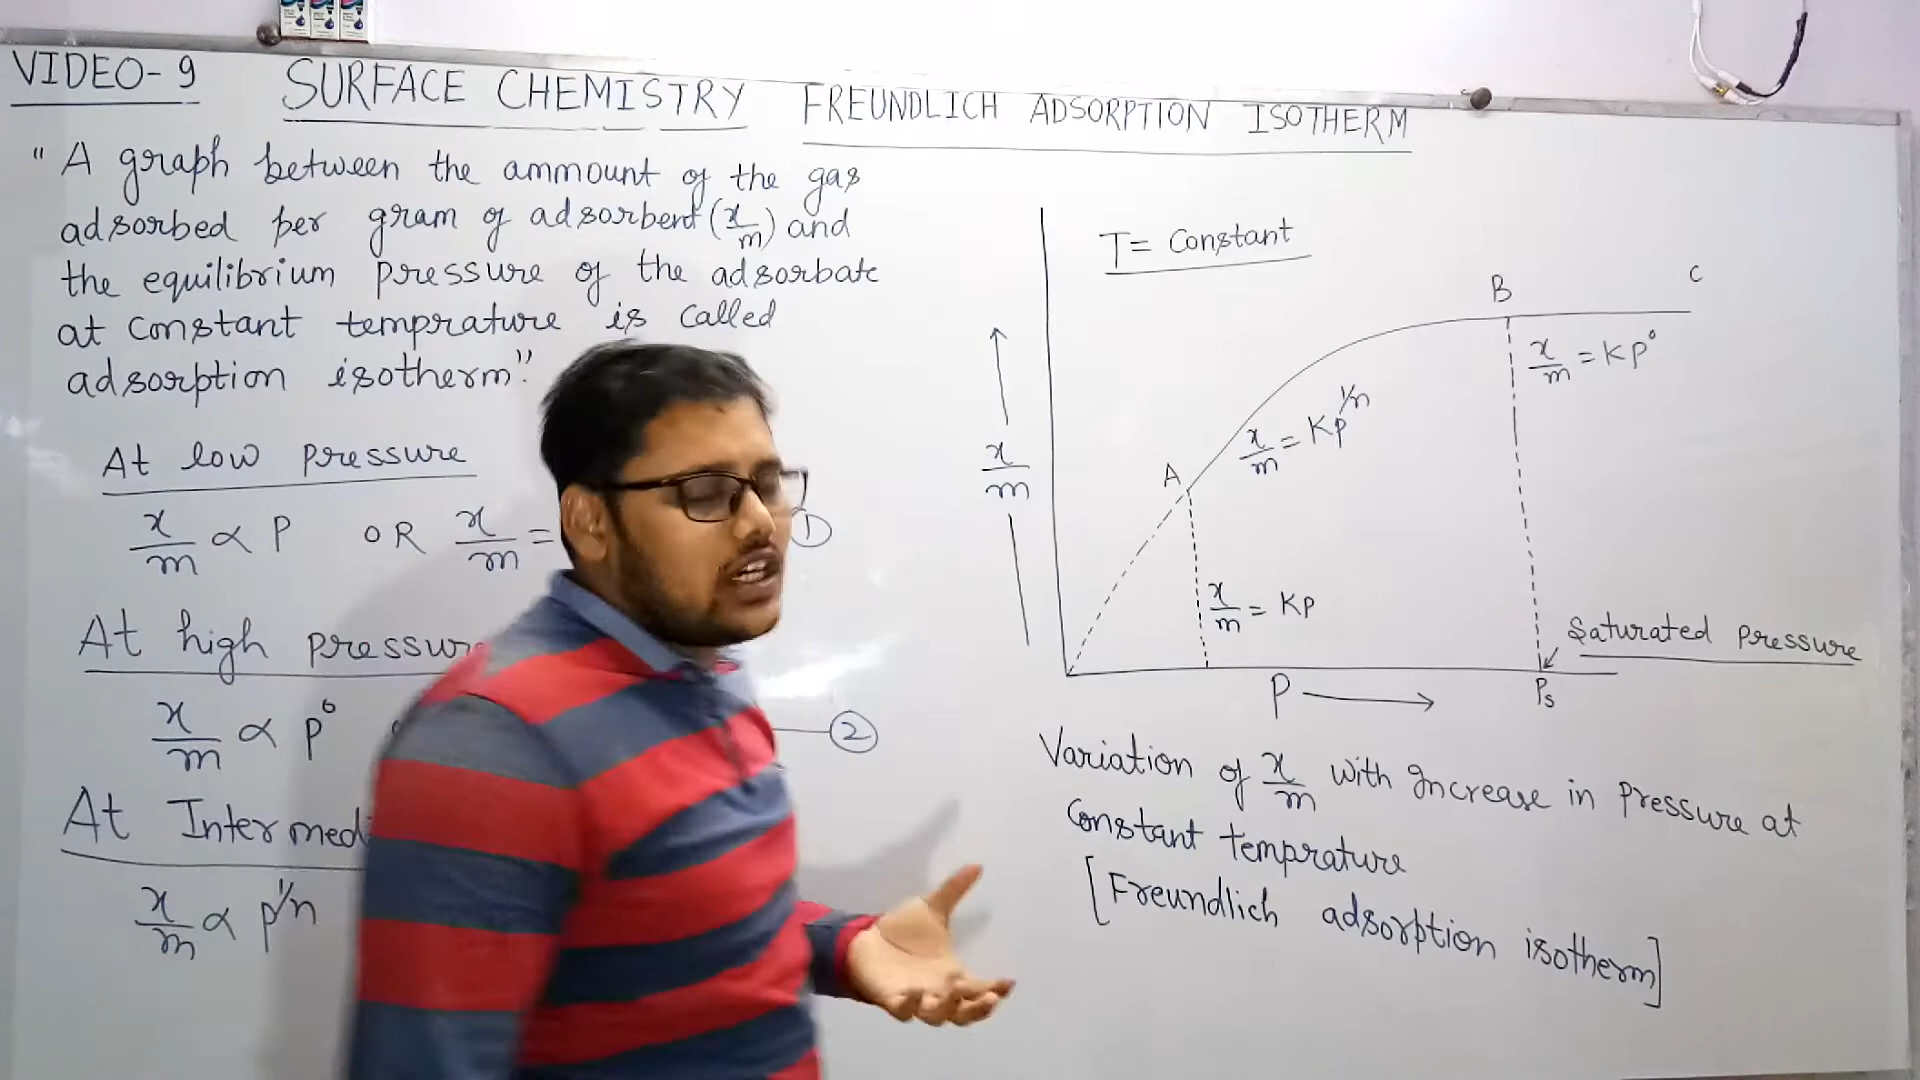 VIDEO-9 SURFACE CHEMISTRY FREUNDLICH ADSORPTION ISOTHERM
" A graph between the ammount of the gas
adsorbed per gram of adsorbent (x/m) and
the equilibrium pressure of the adsorbate
at constant temprature is called
adsorption isotherm"
At low pressure
x/m ∝ P OR x/m =
①
At high
x/m ∝ P⁰
②
At
x/m ∝ P^1/n
T = Constant
A
B
C
x/m = KP⁰
x/m = KP^1/n
x/m
x/m = KP
Saturated pressure
P
Ps
Variation of x/m with Increase in pressure at
Constant temprature
[Freundlich adsorption isotherm]